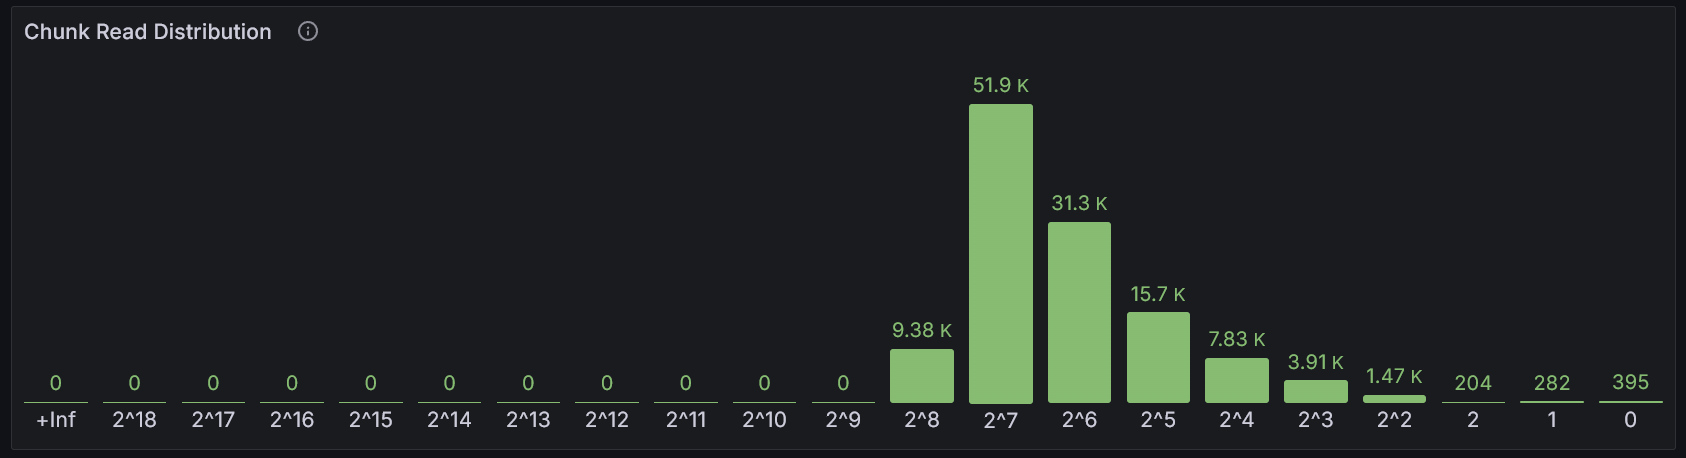 Chunk Read Distribution
51.9 K
31.3 K
15.7 K
9.38 K
7.83 K
3.91 K
1.47 K
0 0 0 0 0 0 0 0 0 0 0 204 282 395
+Inf 2^18 2^17 2^16 2^15 2^14 2^13 2^12 2^11 2^10 2^9 2^8 2^7 2^6 2^5 2^4 2^3 2^2 2 1 0